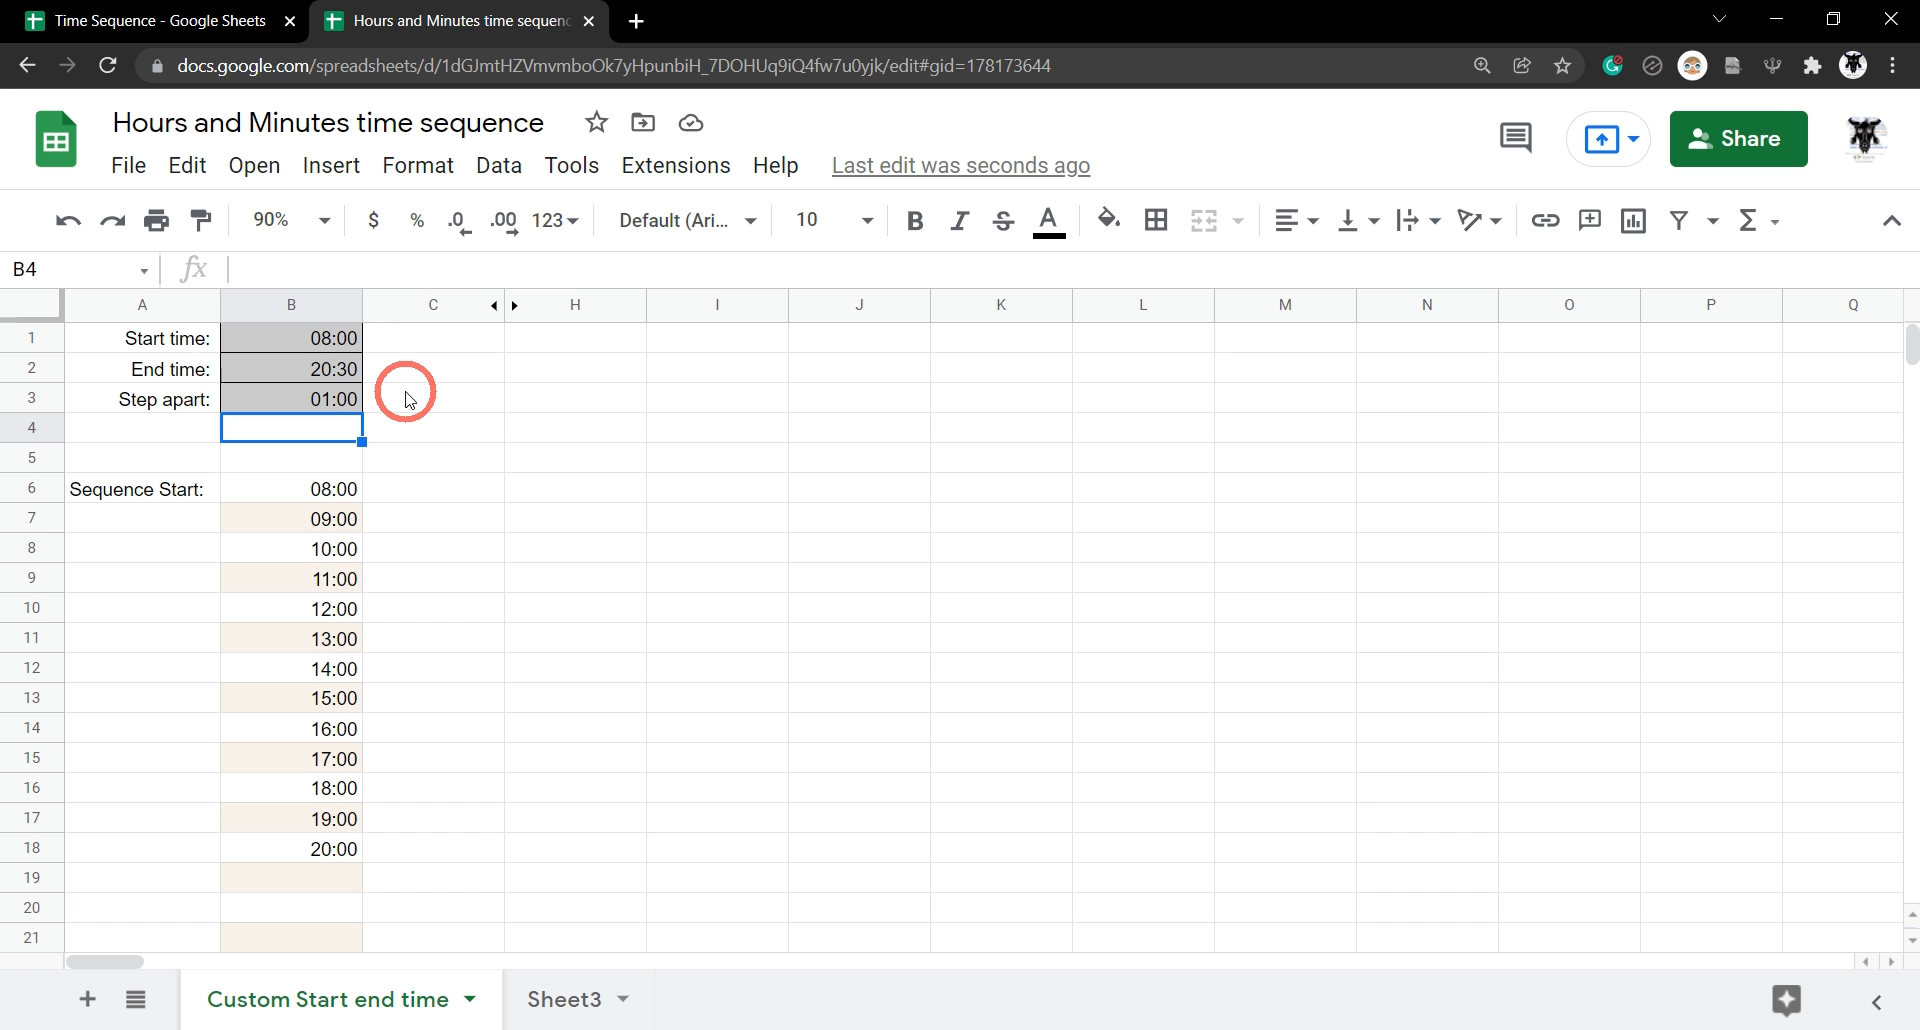 Time Sequence - Google Sheets
Hours and Minutes time sequenc
docs.google.com/spreadsheets/d/1dGJmtHZVmvmboOk7yHpunbiH_7DOHUq9iQ4fw7u0yjk/edit#gid=178173644
Hours and Minutes time sequence
Share
File Edit Open Insert Format Data Tools Extensions Help Last edit was seconds ago
90% $ % .0 .00 123 Default (Ari... 10 B I S A Σ
B4 fx
A B C H I J K L M N O P Q
1 Start time: 08:00
2 End time: 20:30
3 Step apart: 01:00
4
5
6 Sequence Start: 08:00
7 09:00
8 10:00
9 11:00
10 12:00
11 13:00
12 14:00
13 15:00
14 16:00
15 17:00
16 18:00
17 19:00
18 20:00
19
20
21
Custom Start end time Sheet3